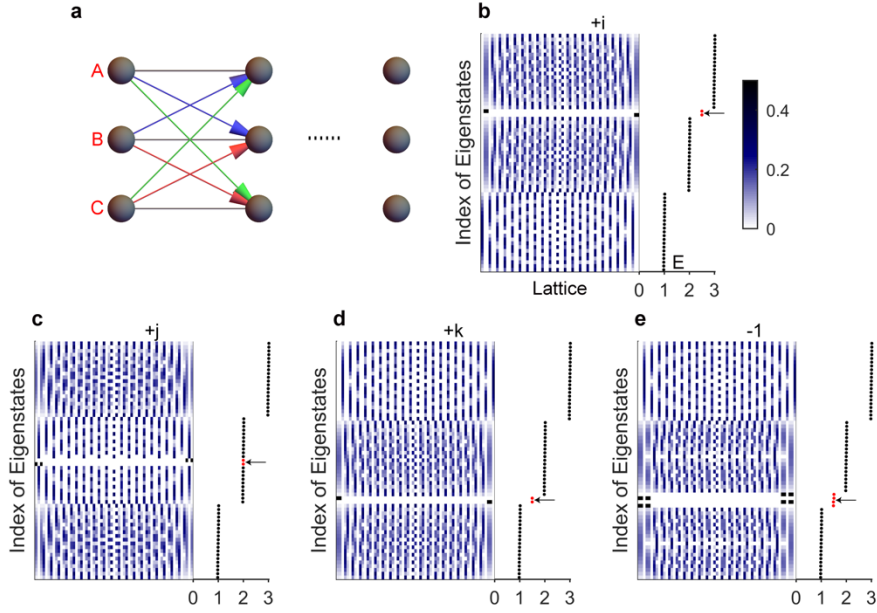 a
A
B
C
......
b
+i
Index of Eigenstates
Lattice
E
0 1 2 3
0.4
0.2
0
c
+j
Index of Eigenstates
0 1 2 3
d
+k
Index of Eigenstates
0 1 2 3
e
-1
Index of Eigenstates
0 1 2 3